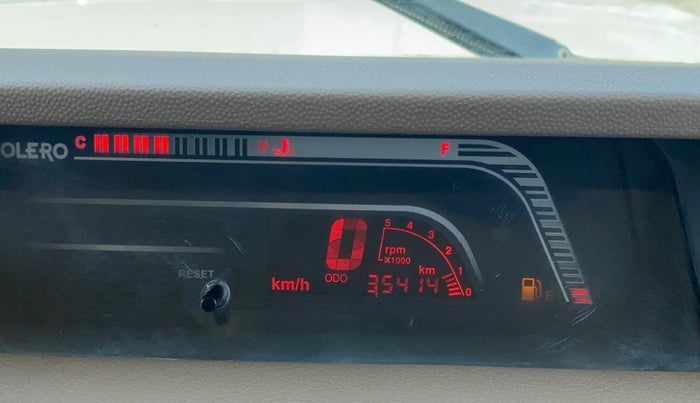 OLERO C H F
5 4 3 2 1 0
rpm
x1000
RESET
0
km/h
ODO
km
35414
E